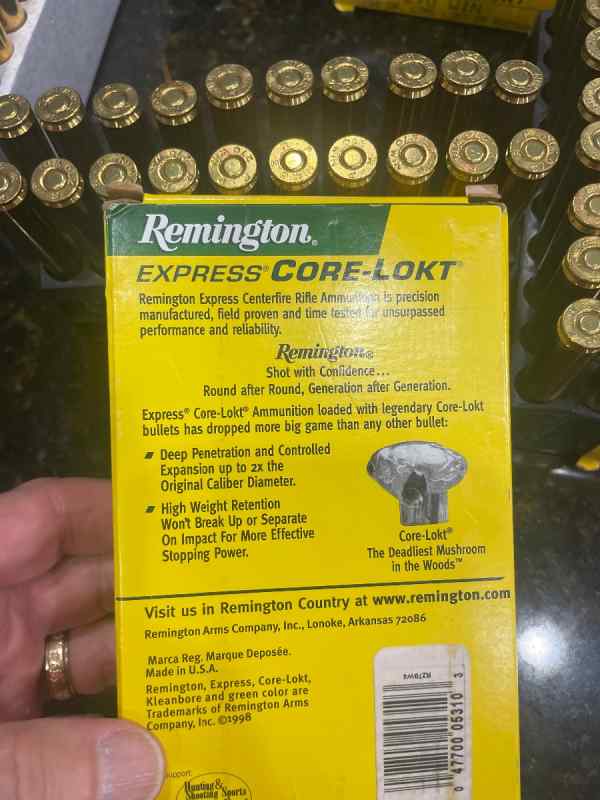 Remington®
EXPRESS® CORE-LOKT®
Remington Express Centerfire Rifle Ammunition is precision
manufactured, field proven and time tested for unsurpassed
performance and reliability.
Remington®
Shot with Confidence...
Round after Round, Generation after Generation.
Express® Core-Lokt® Ammunition loaded with legendary Core-Lokt
bullets has dropped more big game than any other bullet:
Deep Penetration and Controlled
Expansion up to 2x the
Original Caliber Diameter.
High Weight Retention
Won't Break Up or Separate
On Impact For More Effective
Stopping Power.
Core-Lokt®
The Deadliest Mushroom
in the Woods™
Visit us in Remington Country at www.remington.com
Remington Arms Company, Inc., Lonoke, Arkansas 72086
Marca Reg. Marque Deposée.
Made in U.S.A.
Remington, Express, Core-Lokt,
Kleanbore and green color are
Trademarks of Remington Arms
Company, Inc. ©1998
support
Hunting &
Shooting Sports
0 47700 05310 3